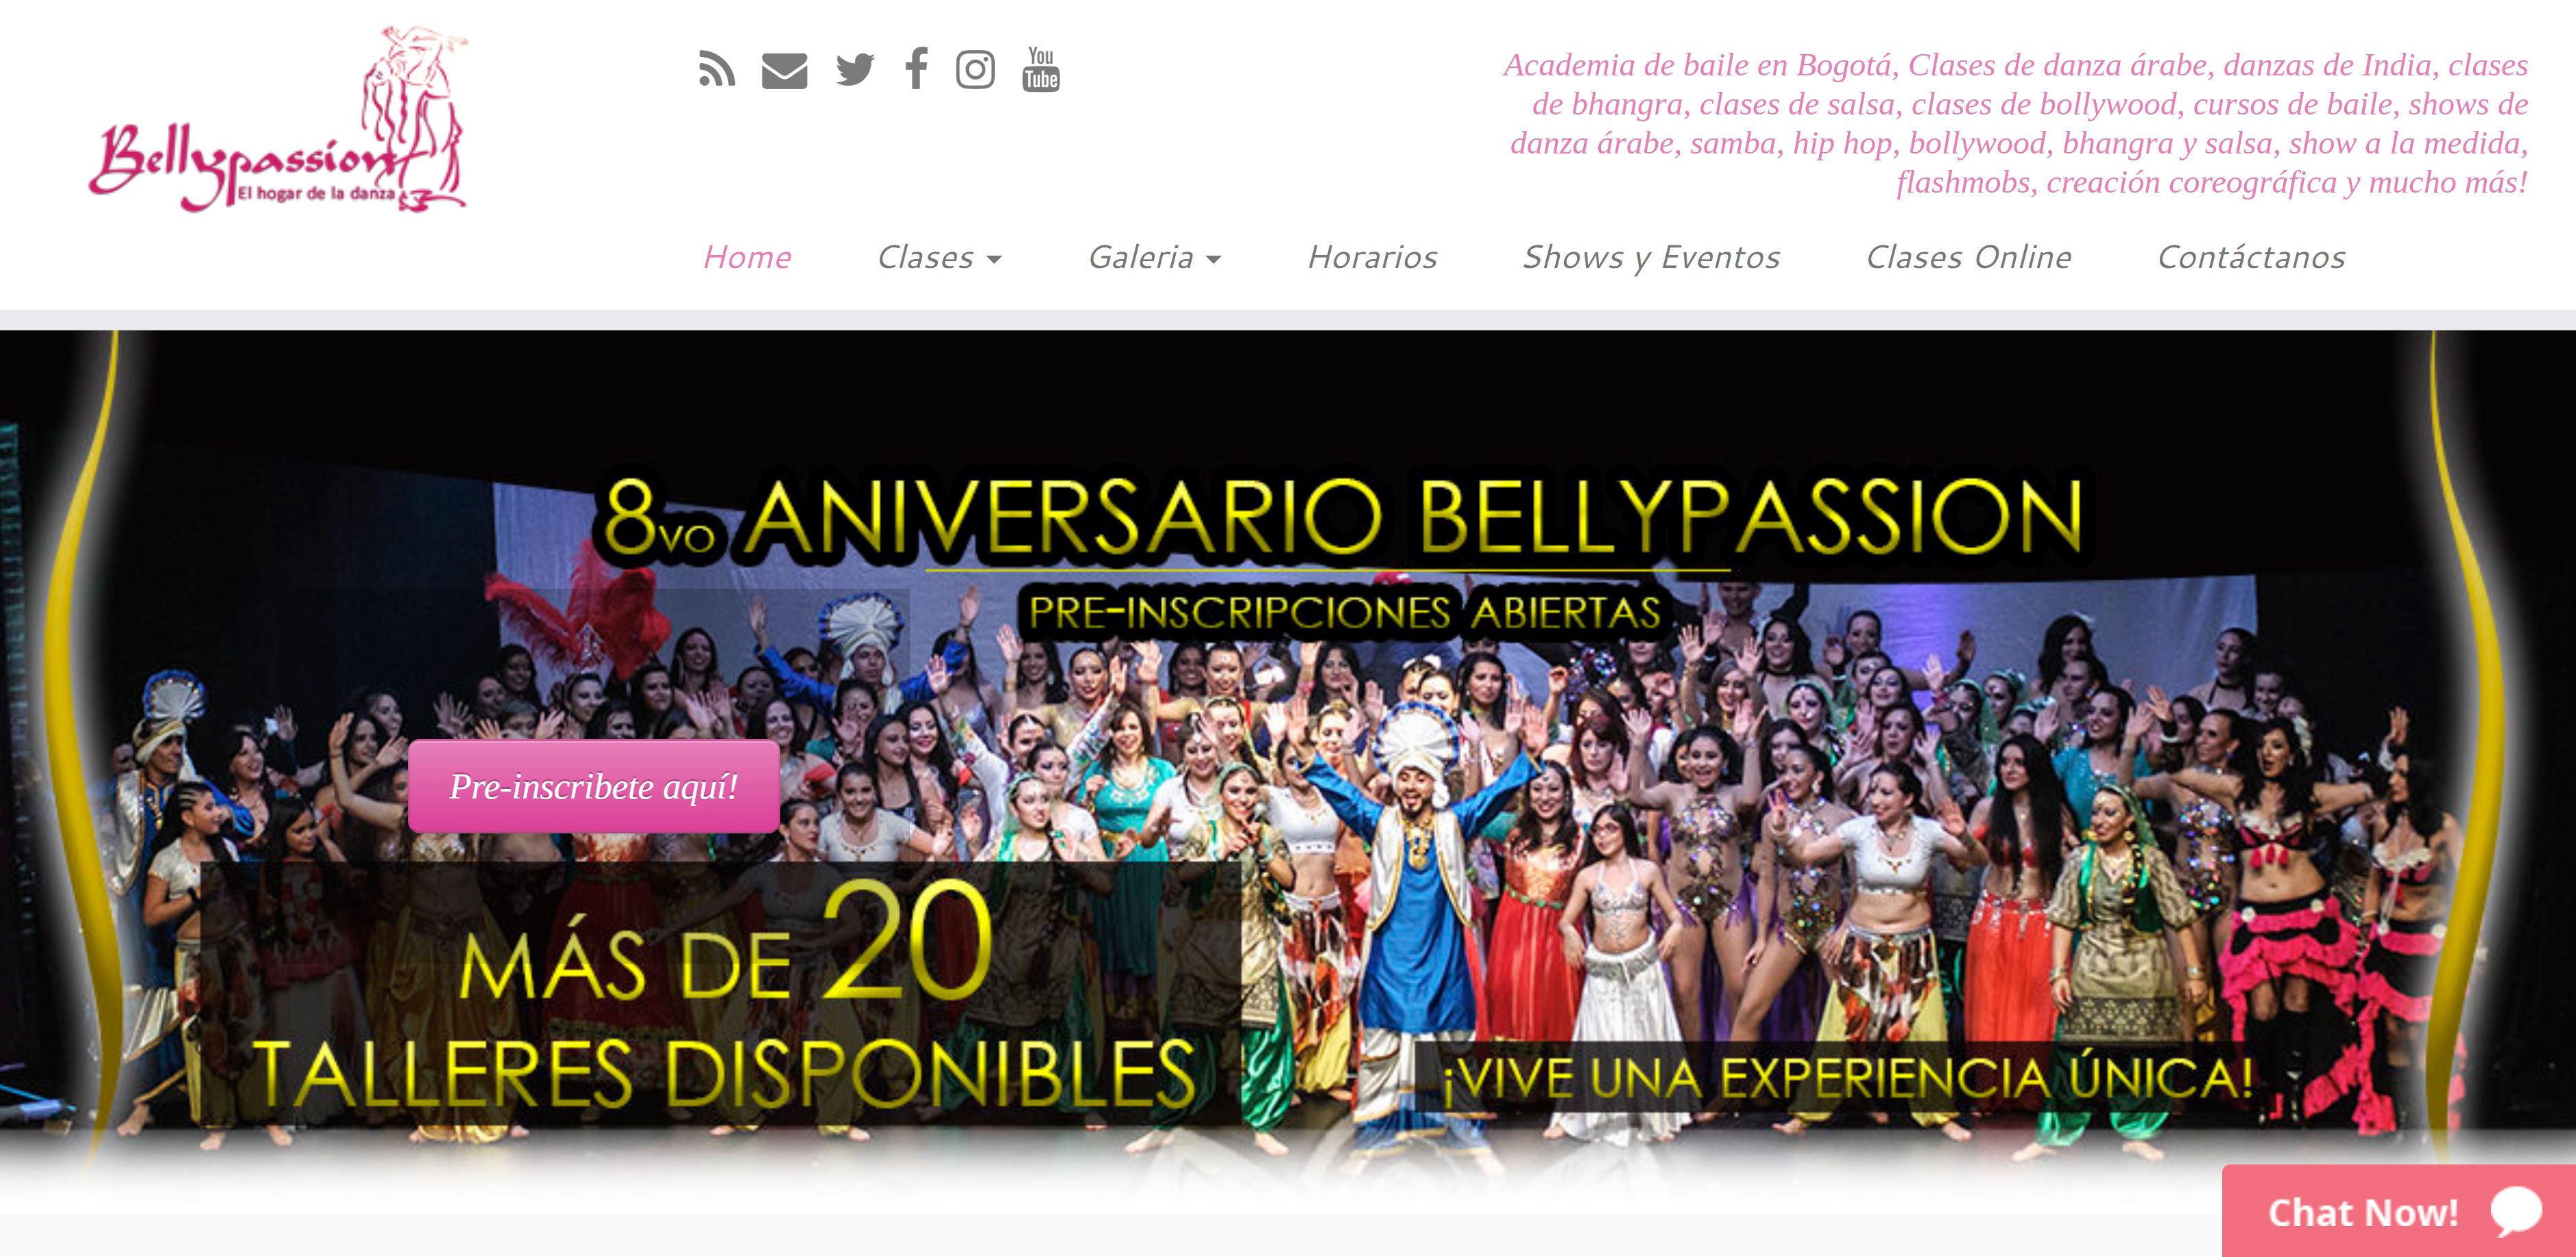 Bellypassion
El hogar de la danza
You
Tube
Academia de baile en Bogotá, Clases de danza árabe, danzas de India, clases
de bhangra, clases de salsa, clases de bollywood, cursos de baile, shows de
danza árabe, samba, hip hop, bollywood, bhangra y salsa, show a la medida,
flashmobs, creación coreográfica y mucho más!
Home
Clases
Galeria
Horarios
Shows y Eventos
Clases Online
Contáctanos
8vo ANIVERSARIO BELLYPASSION
PRE-INSCRIPCIONES ABIERTAS
Pre-inscribete aquí!
MÁS DE 20
TALLERES DISPONIBLES
¡VIVE UNA EXPERIENCIA ÚNICA!
Chat Now!